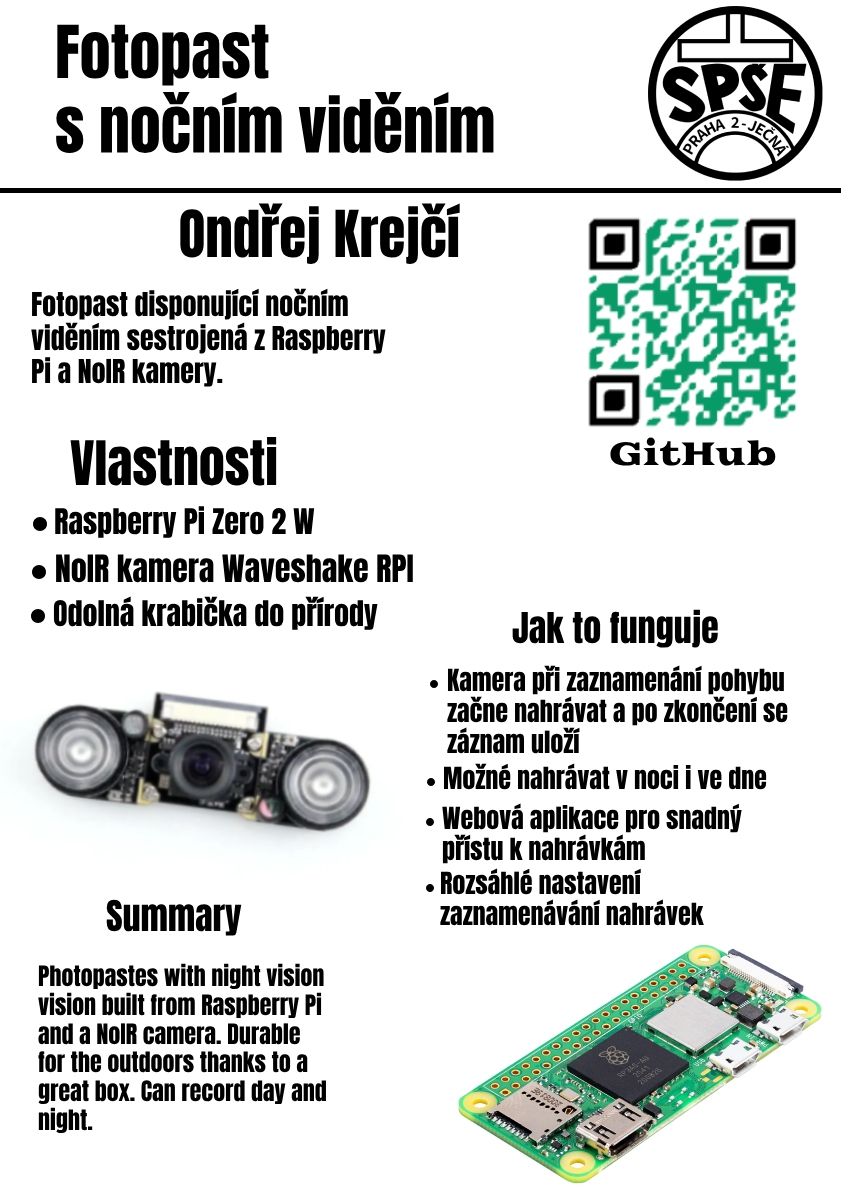 Fotopast
s nočním viděním
SPŠE
PRAHA 2-JEČNÁ
Ondřej Krejčí
Fotopast disponující nočním
viděním sestrojená z Raspberry
Pi a NoIR kamery.
GitHub
Vlastnosti
• Raspberry Pi Zero 2 W
• NoIR kamera Waveshake RPI
• Odolná krabička do přírody
Jak to funguje
• Kamera při zaznamenání pohybu
začne nahrávat a po zkončení se
záznam uloží
• Možné nahrávat v noci i ve dne
• Webová aplikace pro snadný
přístu k nahrávkám
• Rozsáhlé nastavení
zaznamenávání nahrávek
Summary
Photopastes with night vision
vision built from Raspberry Pi
and a NoIR camera. Durable
for the outdoors thanks to a
great box. Can record day and
night.